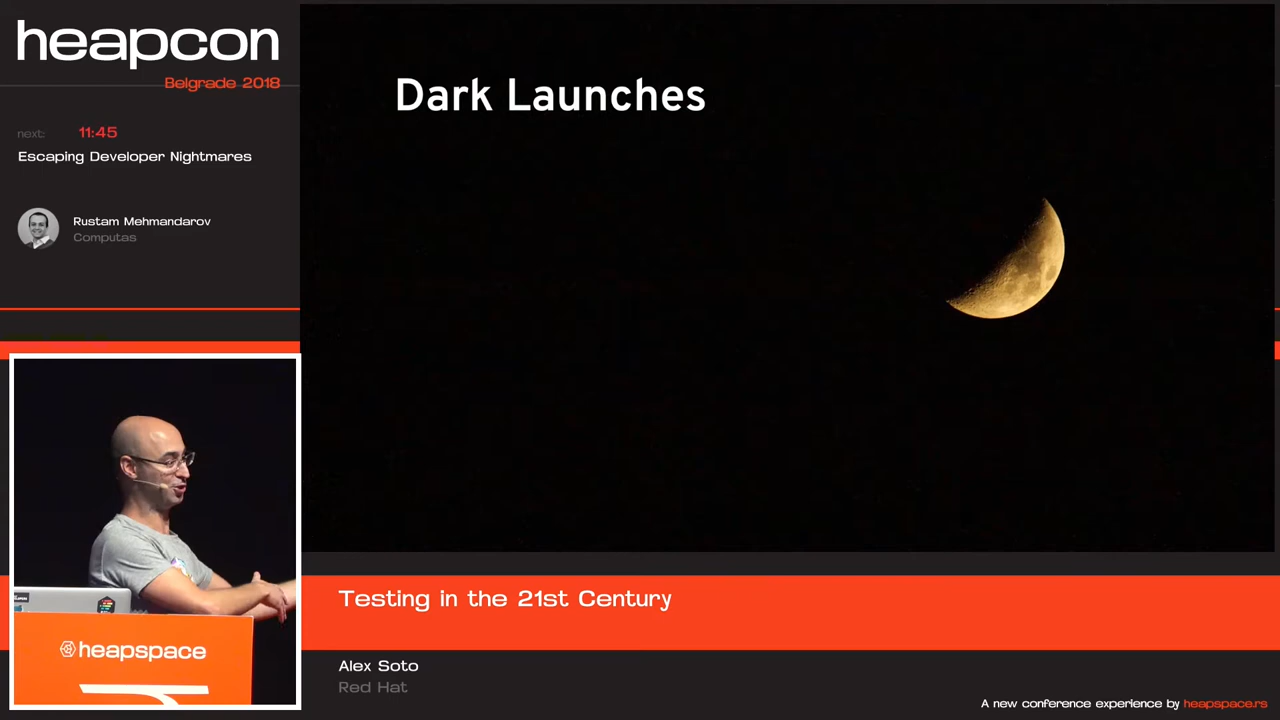 heapcon
Belgrade 2018
next: 11:45
Escaping Developer Nightmares
Rustam Mehmandarov
Computas
Dark Launches
heapspace
Testing in the 21st Century
Alex Soto
Red Hat
A new conference experience by heapspace.rs